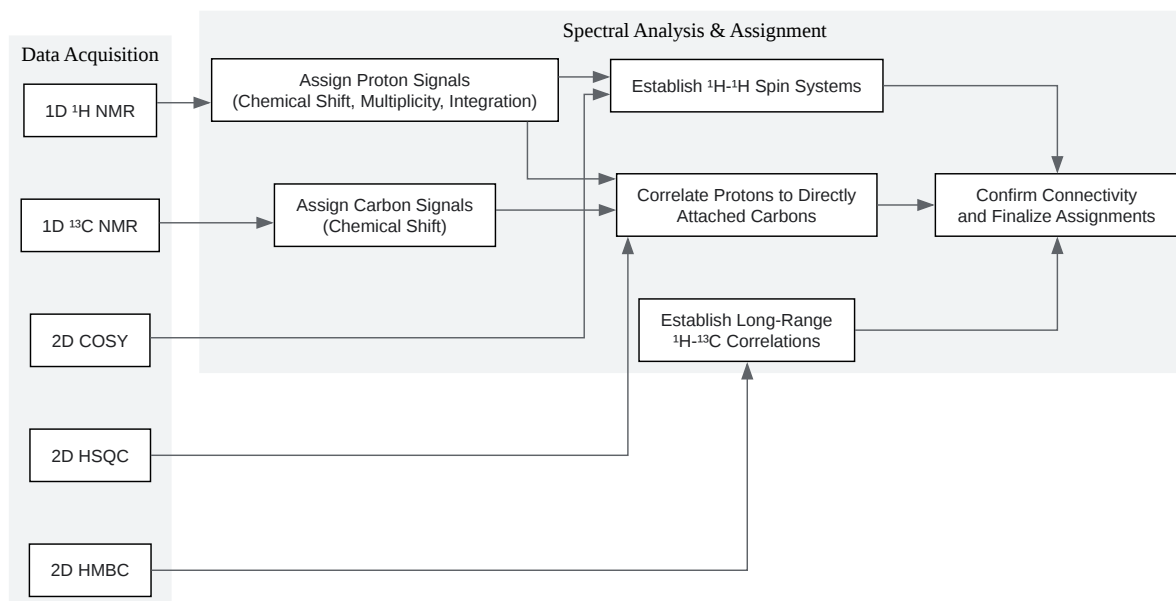 Data Acquisition
1D ¹H NMR
1D ¹³C NMR
2D COSY
2D HSQC
2D HMBC
Spectral Analysis & Assignment
Assign Proton Signals
(Chemical Shift, Multiplicity, Integration)
Establish ¹H-¹H Spin Systems
Assign Carbon Signals
(Chemical Shift)
Correlate Protons to Directly
Attached Carbons
Confirm Connectivity
and Finalize Assignments
Establish Long-Range
¹H-¹³C Correlations